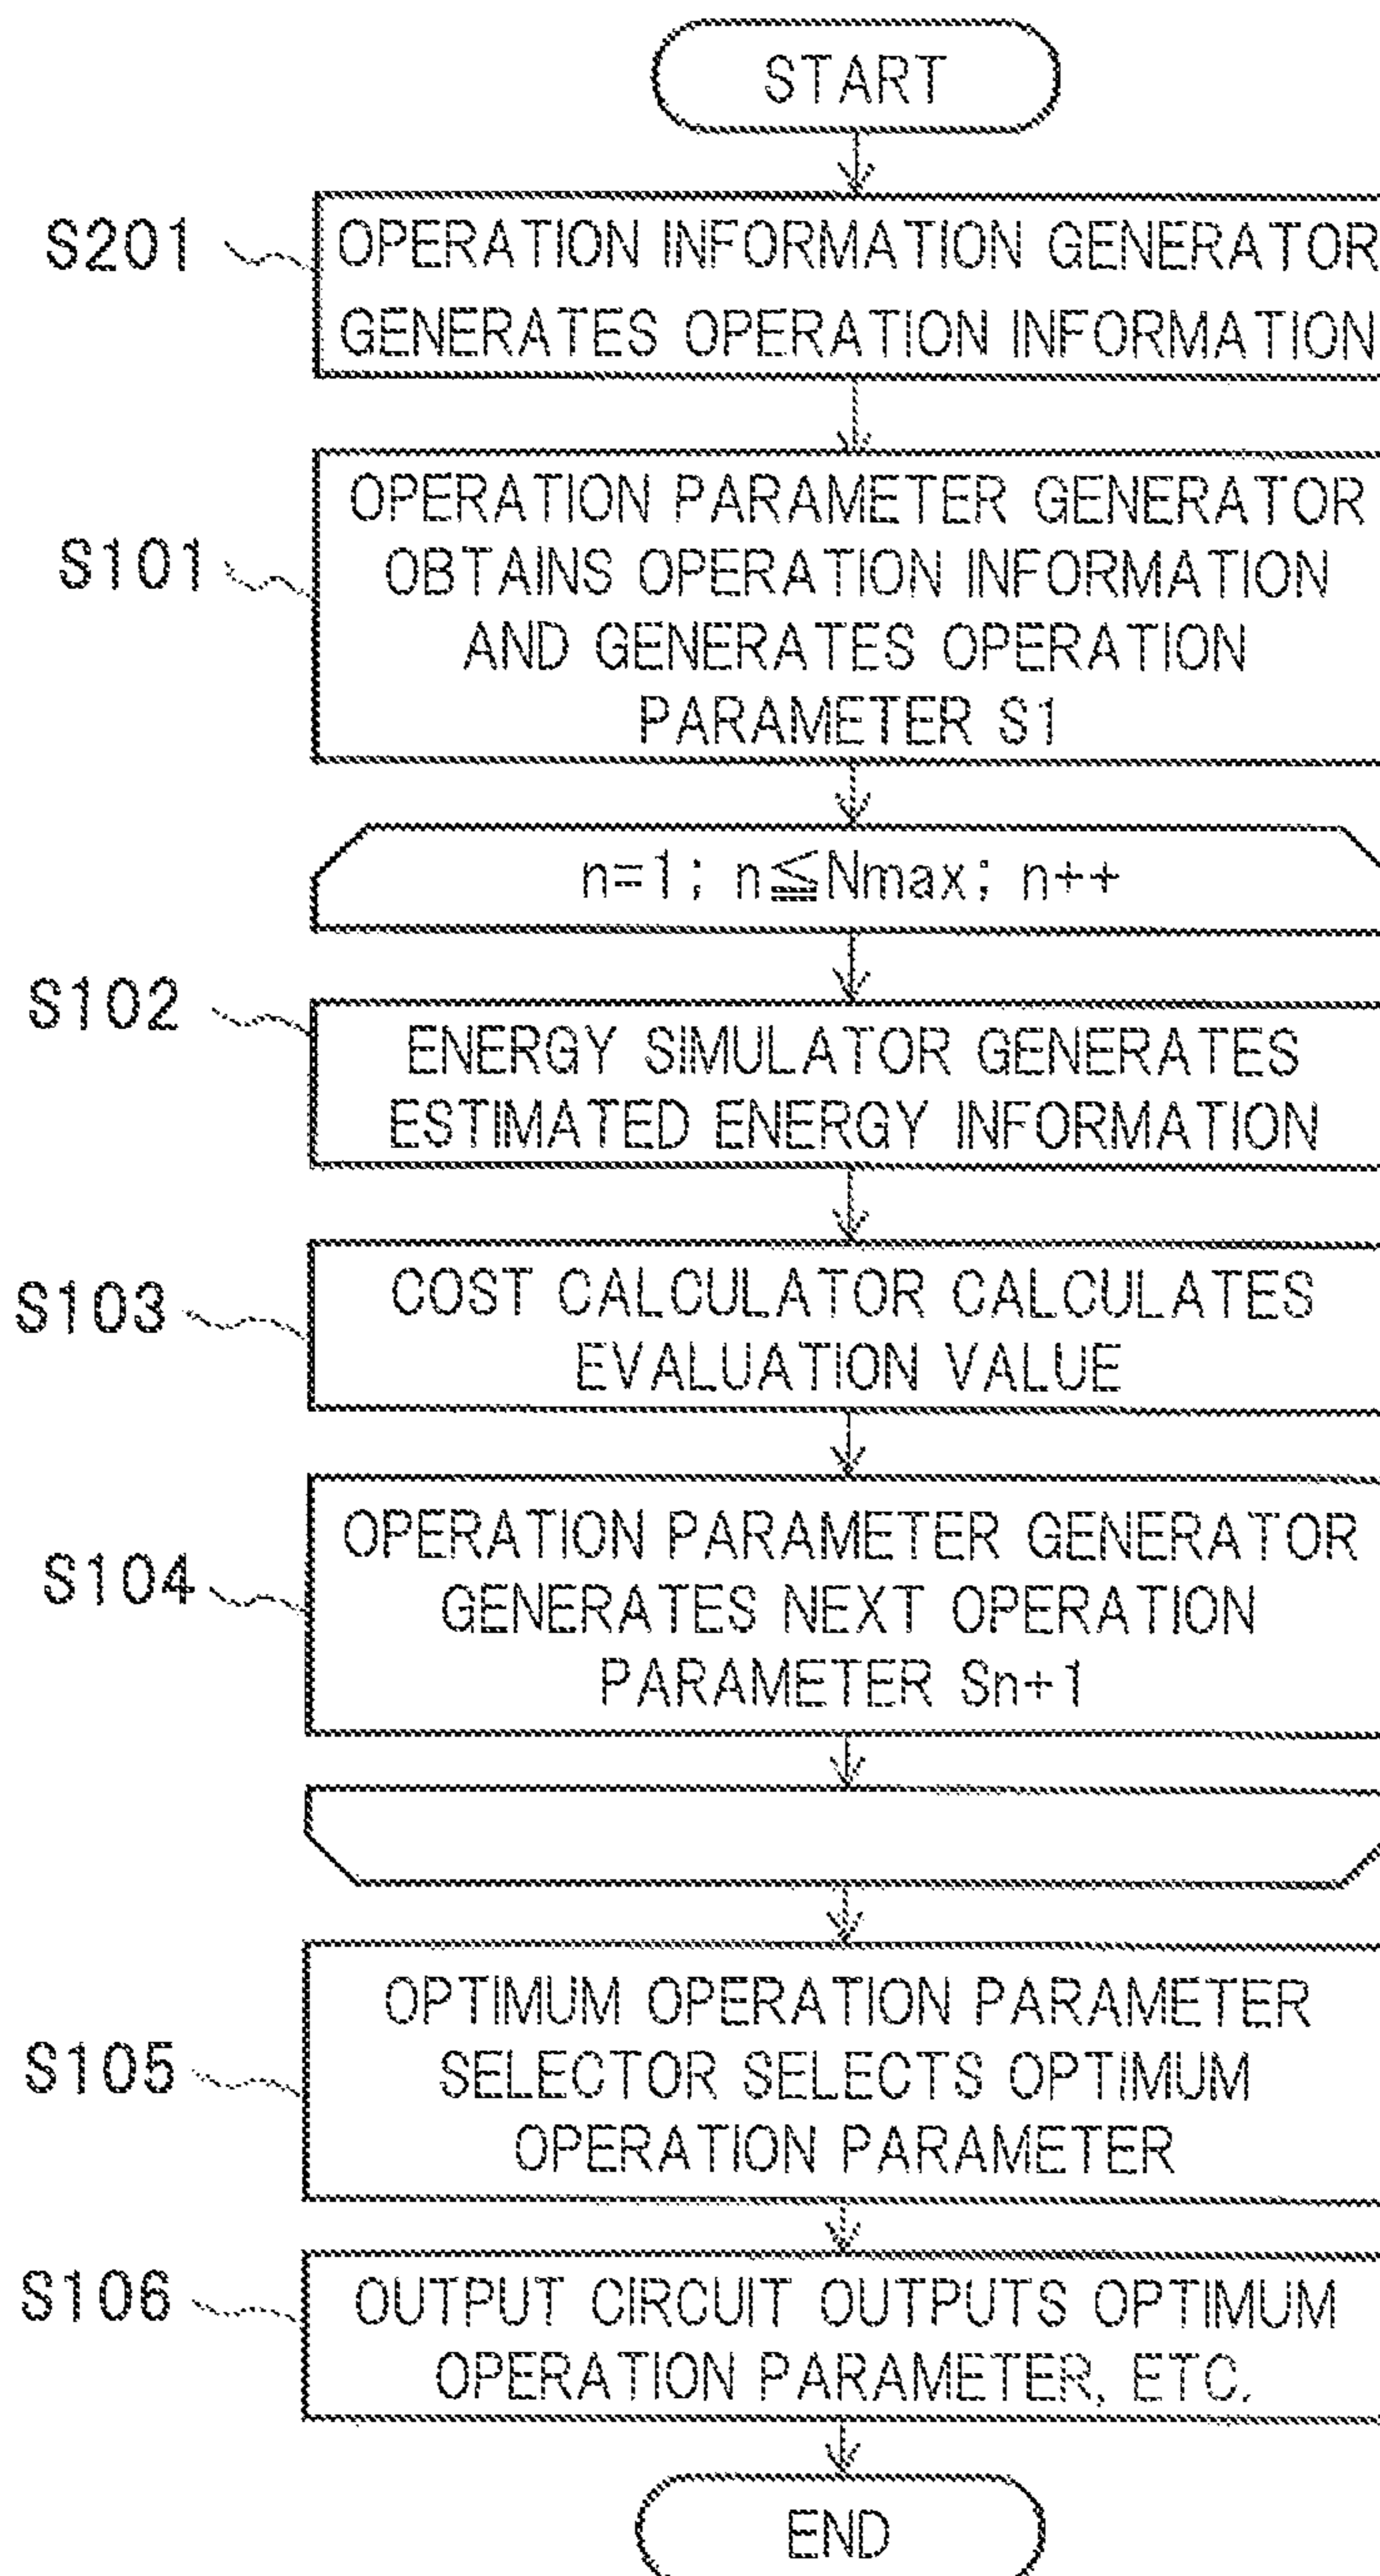 START
S201
OPERATION INFORMATION GENERATOR
GENERATES OPERATION INFORMATION
S101
OPERATION PARAMETER GENERATOR
OBTAINS OPERATION INFORMATION
AND GENERATES OPERATION
PARAMETER S1
n=1; n≦Nmax; n++
S102
ENERGY SIMULATOR GENERATES
ESTIMATED ENERGY INFORMATION
S103
COST CALCULATOR CALCULATES
EVALUATION VALUE
S104
OPERATION PARAMETER GENERATOR
GENERATES NEXT OPERATION
PARAMETER Sn+1
S105
OPTIMUM OPERATION PARAMETER
SELECTOR SELECTS OPTIMUM
OPERATION PARAMETER
S106
OUTPUT CIRCUIT OUTPUTS OPTIMUM
OPERATION PARAMETER, ETC.
END